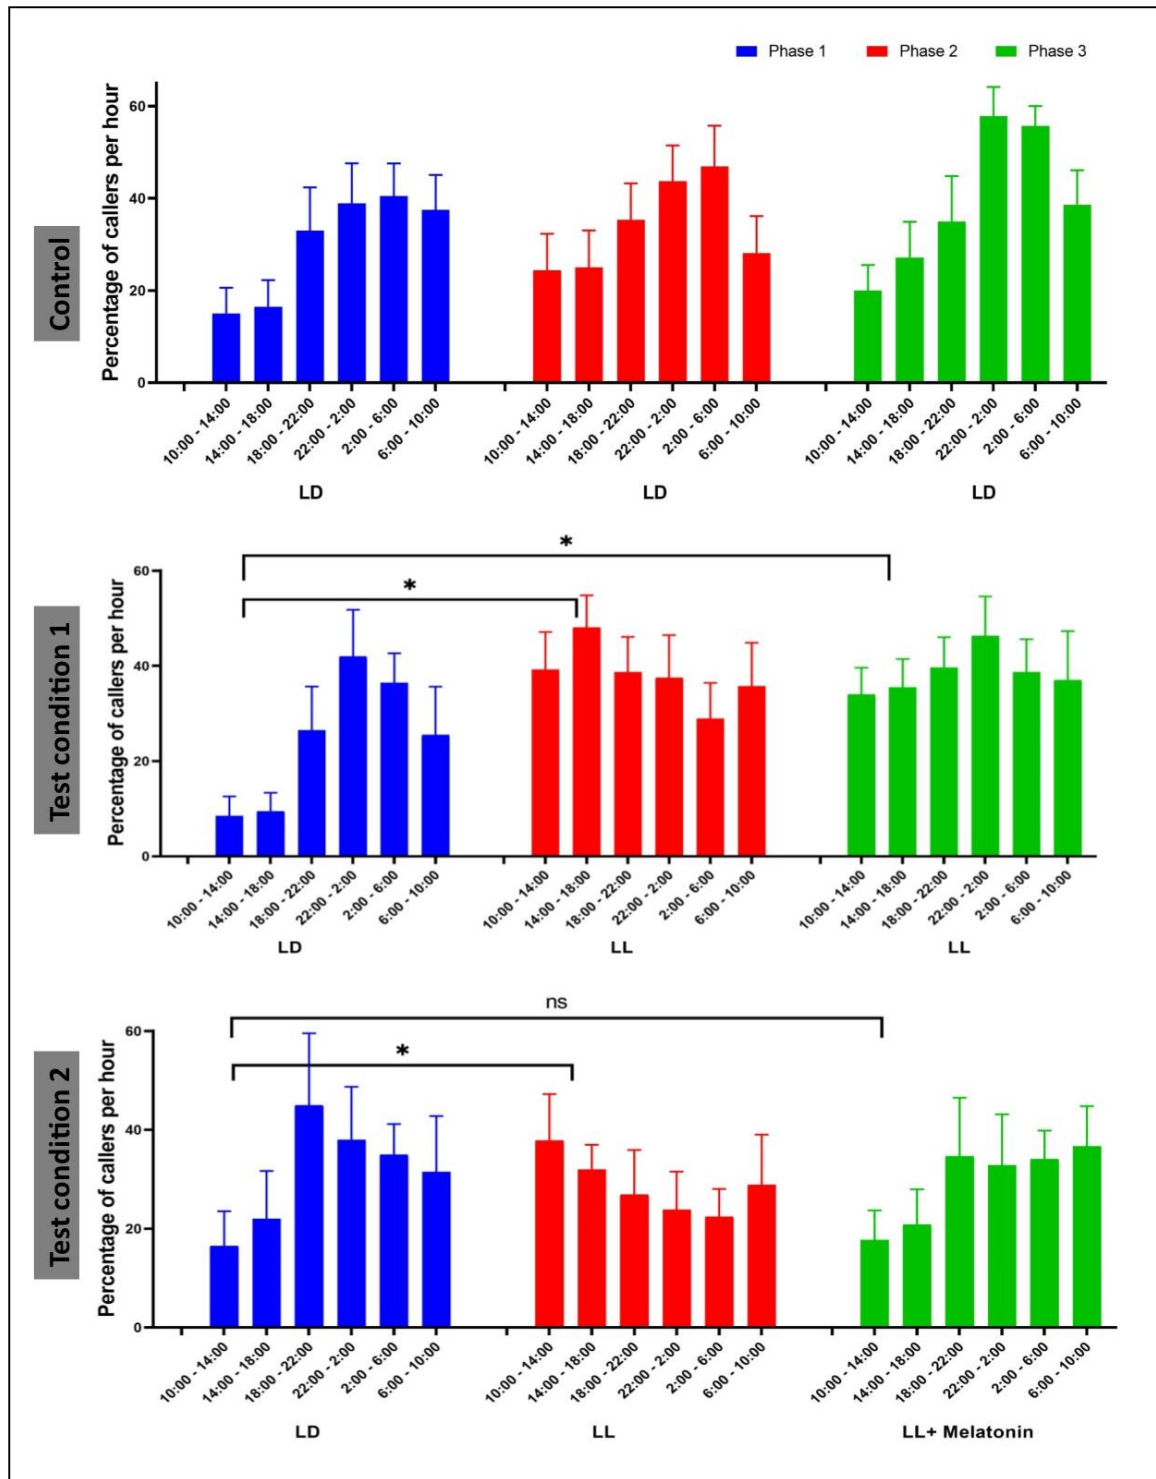 Phase 1 Phase 2 Phase 3
Control
Percentage of callers per hour
60
40
20
0
10:00 - 14:00 14:00 - 18:00 18:00 - 22:00 22:00 - 2:00 2:00 - 6:00 6:00 - 10:00 10:00 - 14:00 14:00 - 18:00 18:00 - 22:00 22:00 - 2:00 2:00 - 6:00 6:00 - 10:00 10:00 - 14:00 14:00 - 18:00 18:00 - 22:00 22:00 - 2:00 2:00 - 6:00 6:00 - 10:00
LD LD LD
Test condition 1
Percentage of callers per hour
*
*
60
40
20
0
10:00 - 14:00 14:00 - 18:00 18:00 - 22:00 22:00 - 2:00 2:00 - 6:00 6:00 - 10:00 10:00 - 14:00 14:00 - 18:00 18:00 - 22:00 22:00 - 2:00 2:00 - 6:00 6:00 - 10:00 10:00 - 14:00 14:00 - 18:00 18:00 - 22:00 22:00 - 2:00 2:00 - 6:00 6:00 - 10:00
LD LL LL
Test condition 2
Percentage of callers per hour
ns
*
60
40
20
0
10:00 - 14:00 14:00 - 18:00 18:00 - 22:00 22:00 - 2:00 2:00 - 6:00 6:00 - 10:00 10:00 - 14:00 14:00 - 18:00 18:00 - 22:00 22:00 - 2:00 2:00 - 6:00 6:00 - 10:00 10:00 - 14:00 14:00 - 18:00 18:00 - 22:00 22:00 - 2:00 2:00 - 6:00 6:00 - 10:00
LD LL LL+ Melatonin